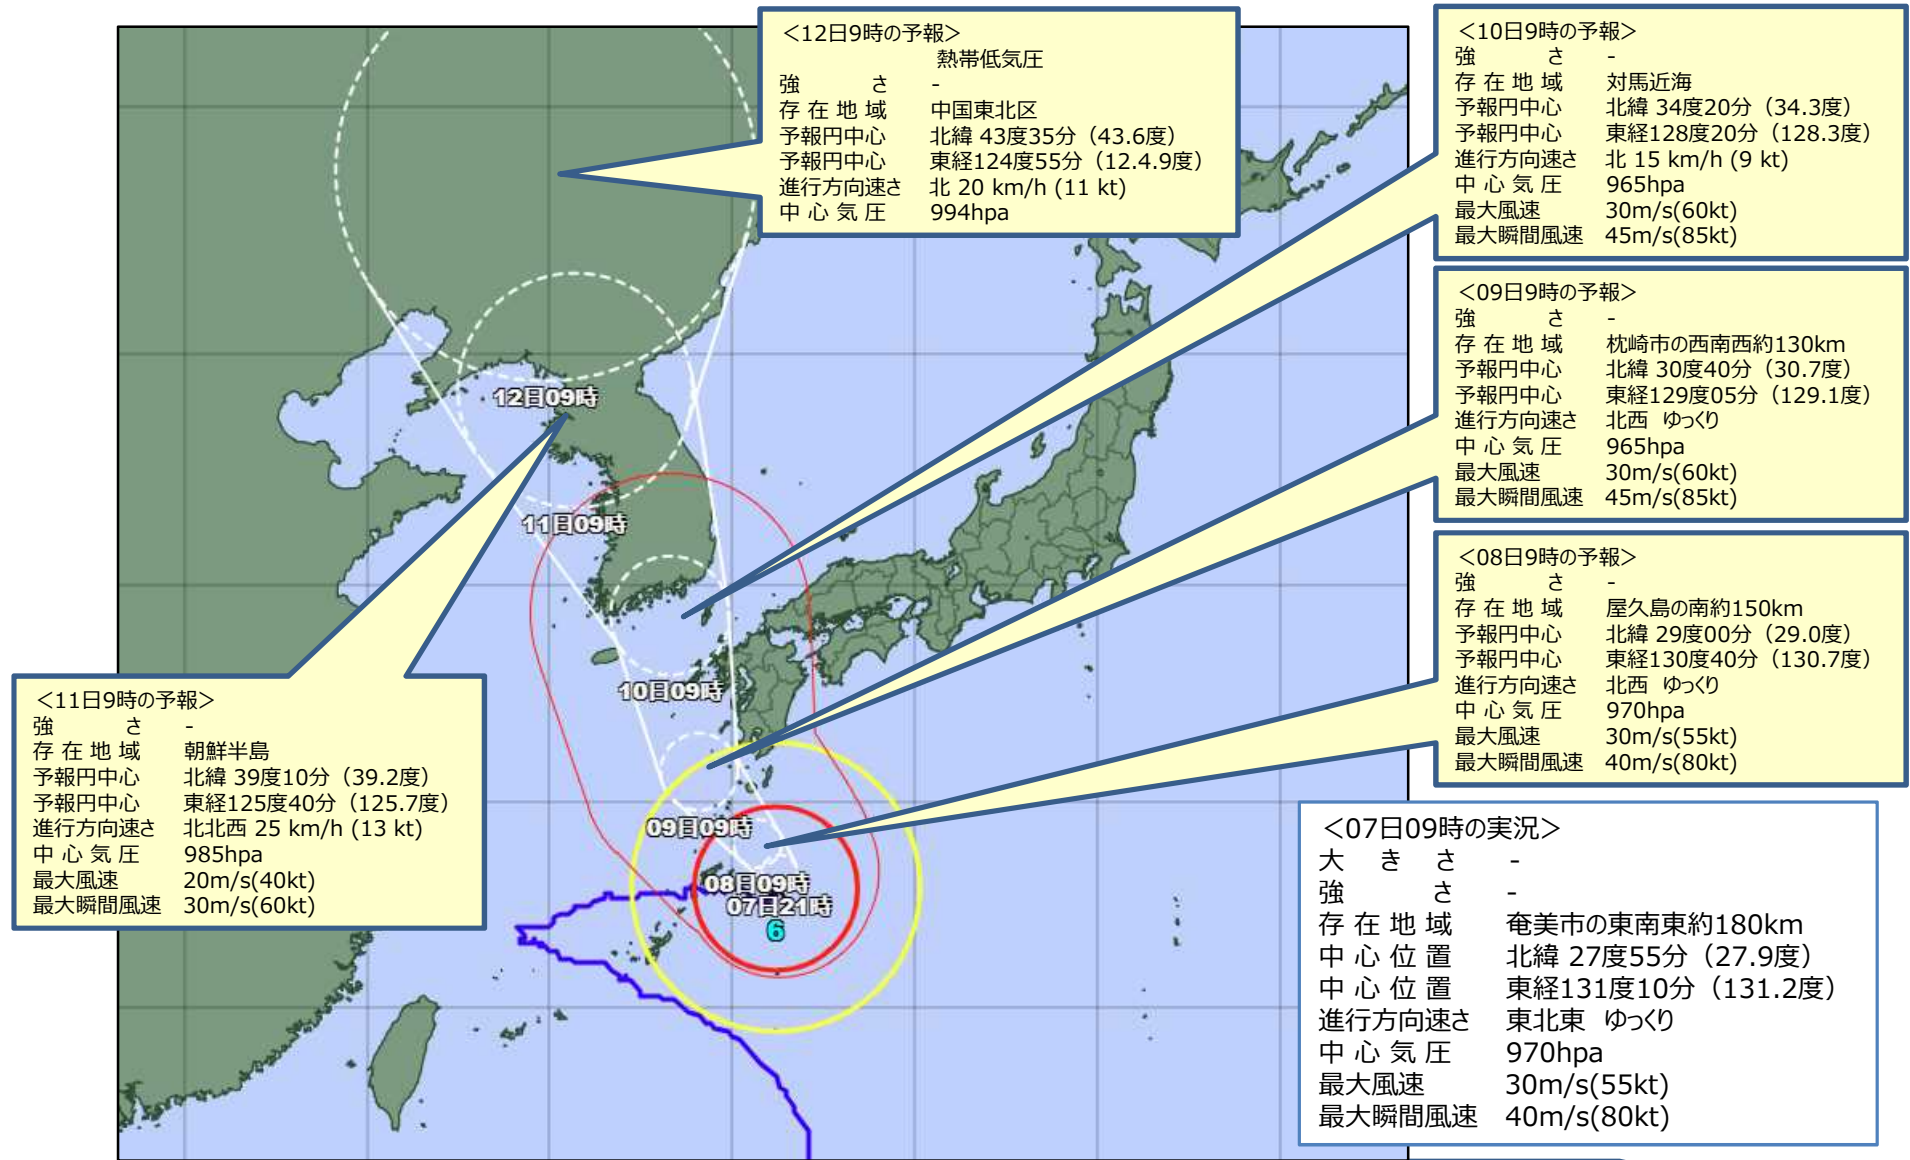 <12日9時の予報>
熱帯低気圧
強 さ -
存在地域 中国東北区
予報円中心 北緯 43度35分（43.6度）
予報円中心 東経124度55分（12.4.9度）
進行方向速さ 北 20 km/h (11 kt)
中心気圧 994hpa
<10日9時の予報>
強 さ -
存在地域 対馬近海
予報円中心 北緯 34度20分（34.3度）
予報円中心 東経128度20分（128.3度）
進行方向速さ 北 15 km/h (9 kt)
中心気圧 965hpa
最大風速 30m/s(60kt)
最大瞬間風速 45m/s(85kt)
<09日9時の予報>
強 さ -
存在地域 枕崎市の西南西約130km
予報円中心 北緯 30度40分（30.7度）
予報円中心 東経129度05分（129.1度）
進行方向速さ 北西 ゆっくり
中心気圧 965hpa
最大風速 30m/s(60kt)
最大瞬間風速 45m/s(85kt)
<08日9時の予報>
強 さ -
存在地域 屋久島の南約150km
予報円中心 北緯 29度00分（29.0度）
予報円中心 東経130度40分（130.7度）
進行方向速さ 北西 ゆっくり
中心気圧 970hpa
最大風速 30m/s(55kt)
最大瞬間風速 40m/s(80kt)
<11日9時の予報>
強 さ -
存在地域 朝鮮半島
予報円中心 北緯 39度10分（39.2度）
予報円中心 東経125度40分（125.7度）
進行方向速さ 北北西 25 km/h (13 kt)
中心気圧 985hpa
最大風速 20m/s(40kt)
最大瞬間風速 30m/s(60kt)
<07日09時の実況>
大きさ -
強 さ -
存在地域 奄美市の東南東約180km
中心位置 北緯 27度55分（27.9度）
中心位置 東経131度10分（131.2度）
進行方向速さ 東北東 ゆっくり
中心気圧 970hpa
最大風速 30m/s(55kt)
最大瞬間風速 40m/s(80kt)
12日09時
11日09時
10日09時
09日09時
08日09時
07日21時
6